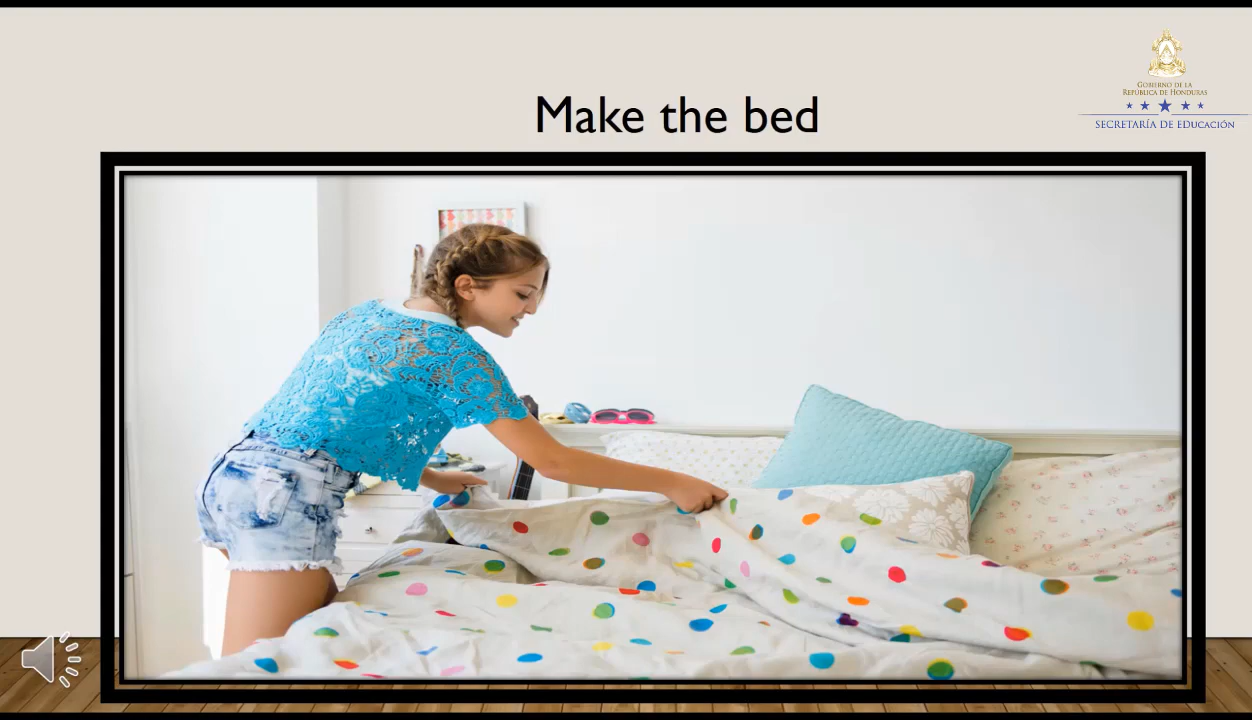 Make the bed
GOBIERNO DE LA
REPÚBLICA DE HONDURAS
SECRETARÍA DE EDUCACIÓN